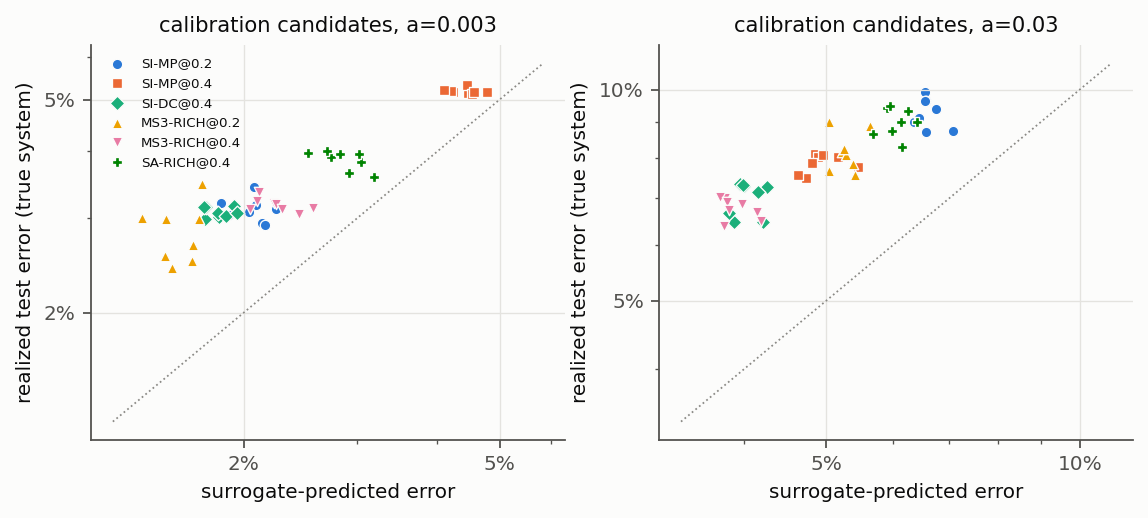 calibration candidates, a=0.003
realized test error (true system)
5%
2%
SI-MP@0.2
SI-MP@0.4
SI-DC@0.4
MS3-RICH@0.2
MS3-RICH@0.4
SA-RICH@0.4
2%
5%
surrogate-predicted error
calibration candidates, a=0.03
realized test error (true system)
10%
5%
5%
10%
surrogate-predicted error